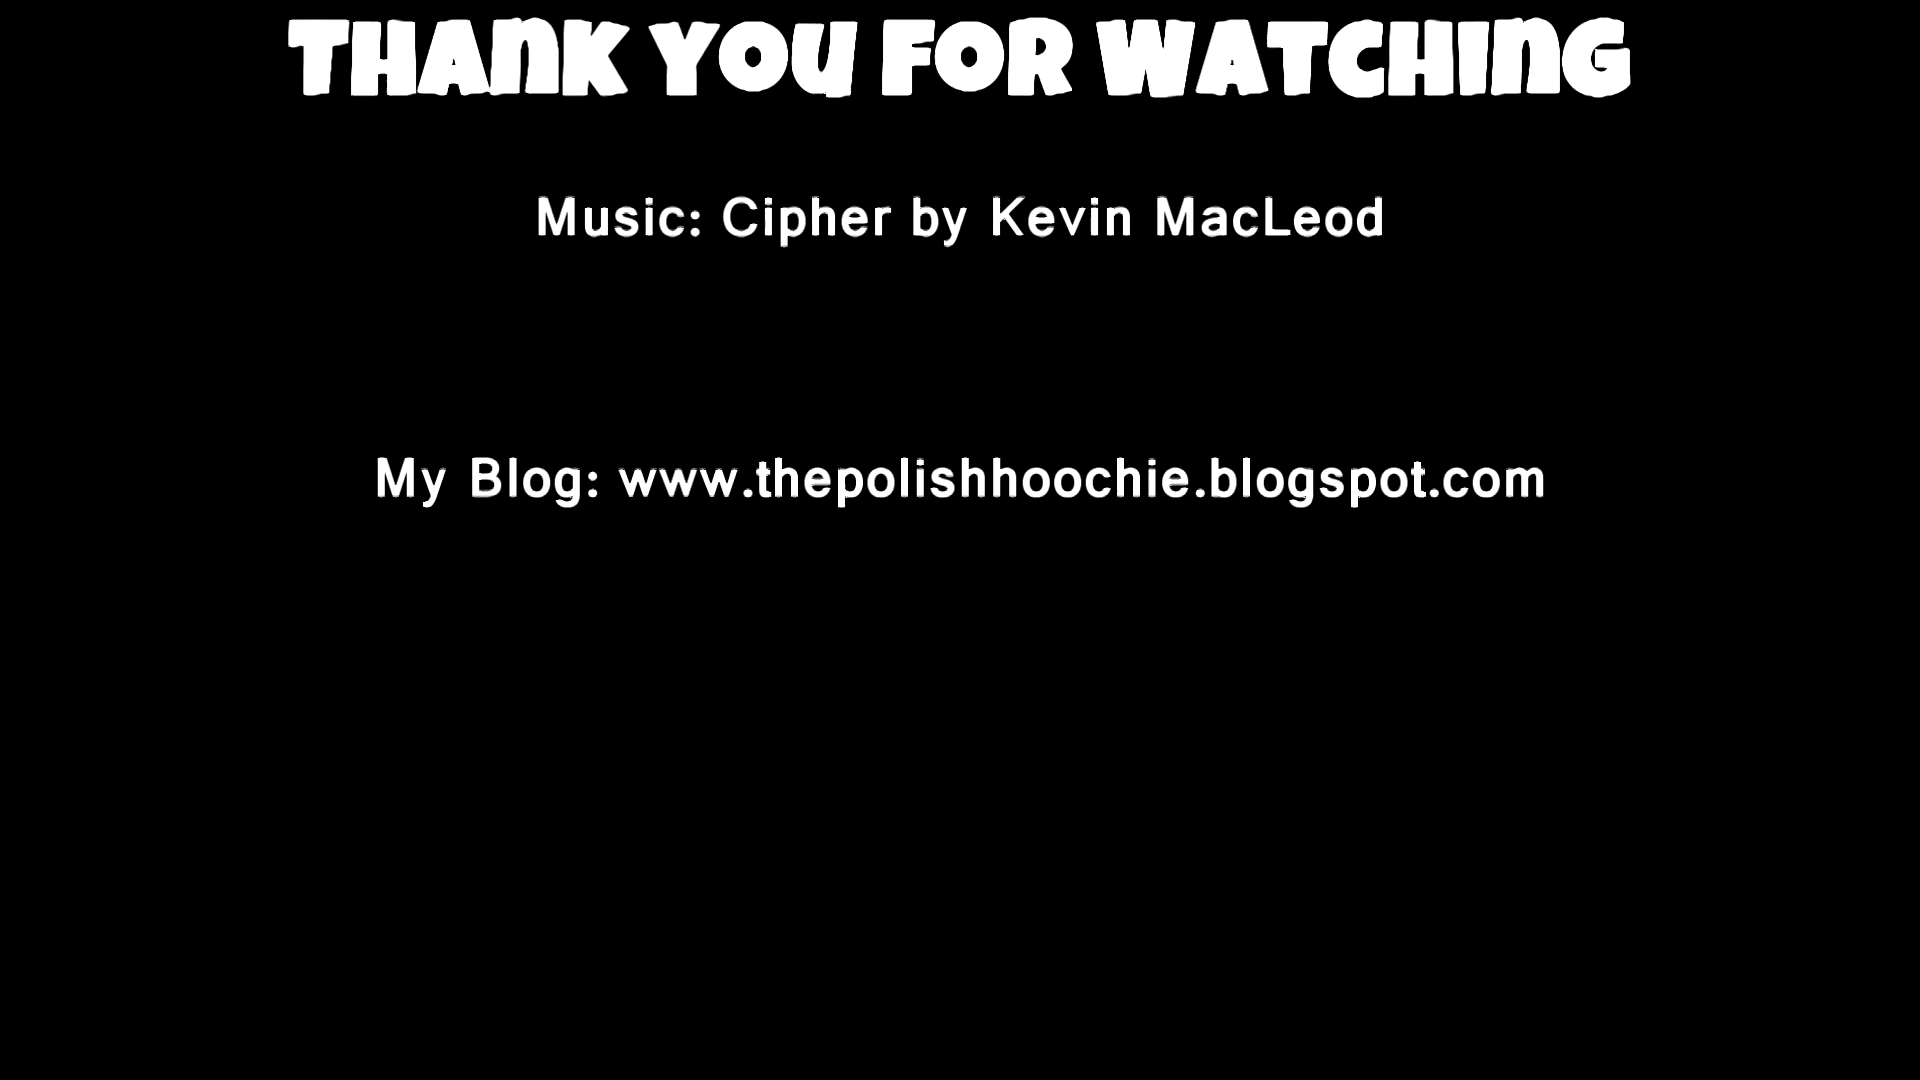 THANK YOU FOR WATCHING
Music: Cipher by Kevin MacLeod
My Blog: www.thepolishhoochie.blogspot.com